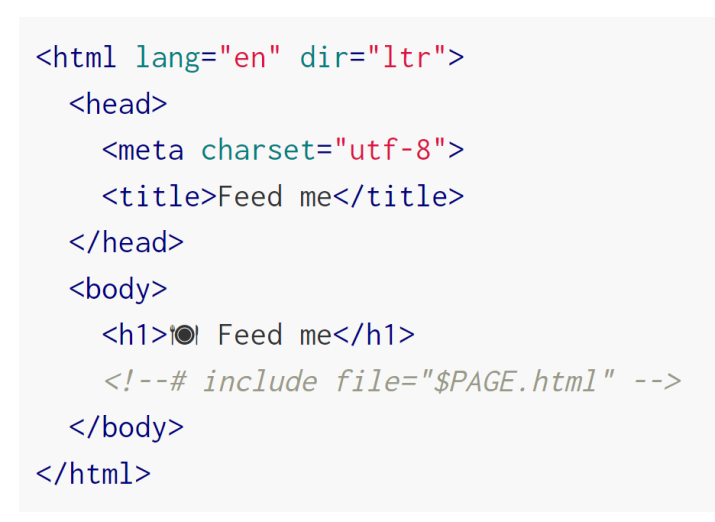 <html lang="en" dir="ltr">
<head>
<meta charset="utf-8">
<title>Feed me</title>
</head>
<body>
<h1>🍽 Feed me</h1>
<!--# include file="$PAGE.html" -->
</body>
</html>